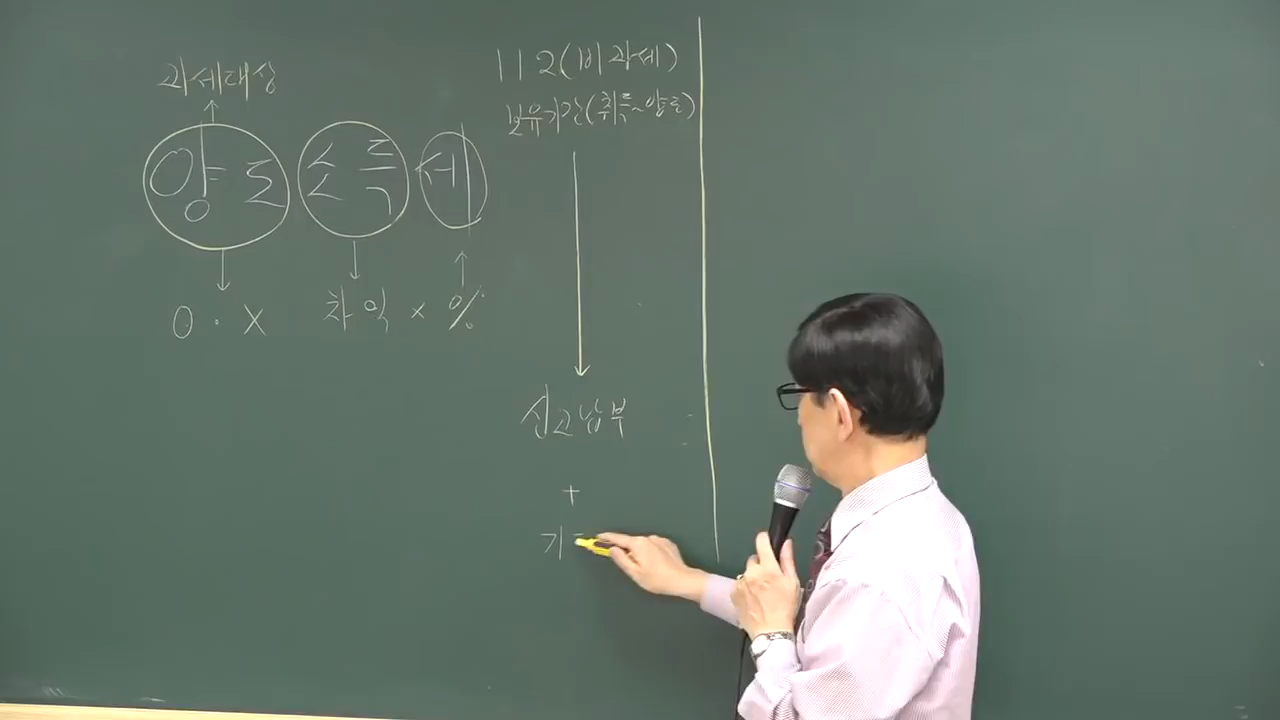 과세대상
양도 소득 세
O · X 차익 × %
112(비과세)
보유기간(취득~양도)
신고납부
+
기